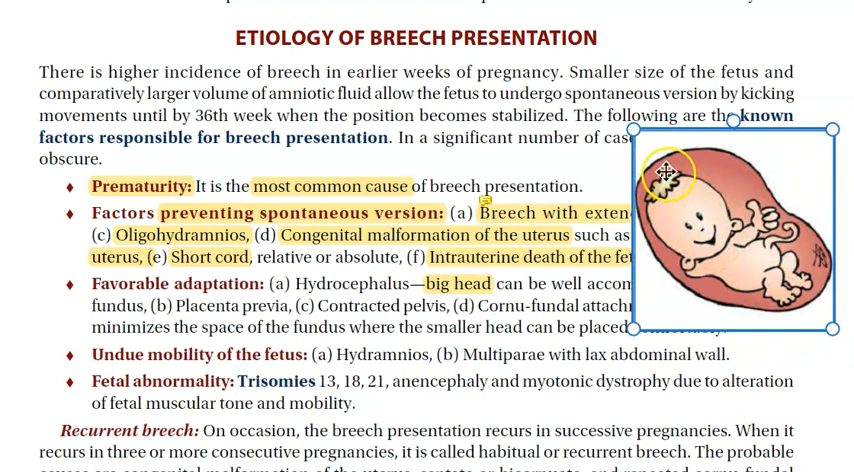 ETIOLOGY OF BREECH PRESENTATION
There is higher incidence of breech in earlier weeks of pregnancy. Smaller size of the fetus and
comparatively larger volume of amniotic fluid allow the fetus to undergo spontaneous version by kicking
movements until by 36th week when the position becomes stabilized. The following are the known
factors responsible for breech presentation. In a significant number of
obscure.
♦ Prematurity: It is the most common cause of breech presentation.
♦ Factors preventing spontaneous version: (a) Breech with
(c) Oligohydramnios, (d) Congenital malformation of the uterus such as
uterus, (e) Short cord, relative or absolute, (f) Intrauterine death of the
♦ Favorable adaptation: (a) Hydrocephalus—big head can be well
fundus, (b) Placenta previa, (c) Contracted pelvis, (d) Cornu-fundal
minimizes the space of the fundus where the smaller head can be placed
♦ Undue mobility of the fetus: (a) Hydramnios, (b) Multiparae with lax abdominal wall.
♦ Fetal abnormality: Trisomies 13, 18, 21, anencephaly and myotonic dystrophy due to alteration
of fetal muscular tone and mobility.
Recurrent breech: On occasion, the breech presentation recurs in successive pregnancies. When it
recurs in three or more consecutive pregnancies, it is called habitual or recurrent breech. The probable